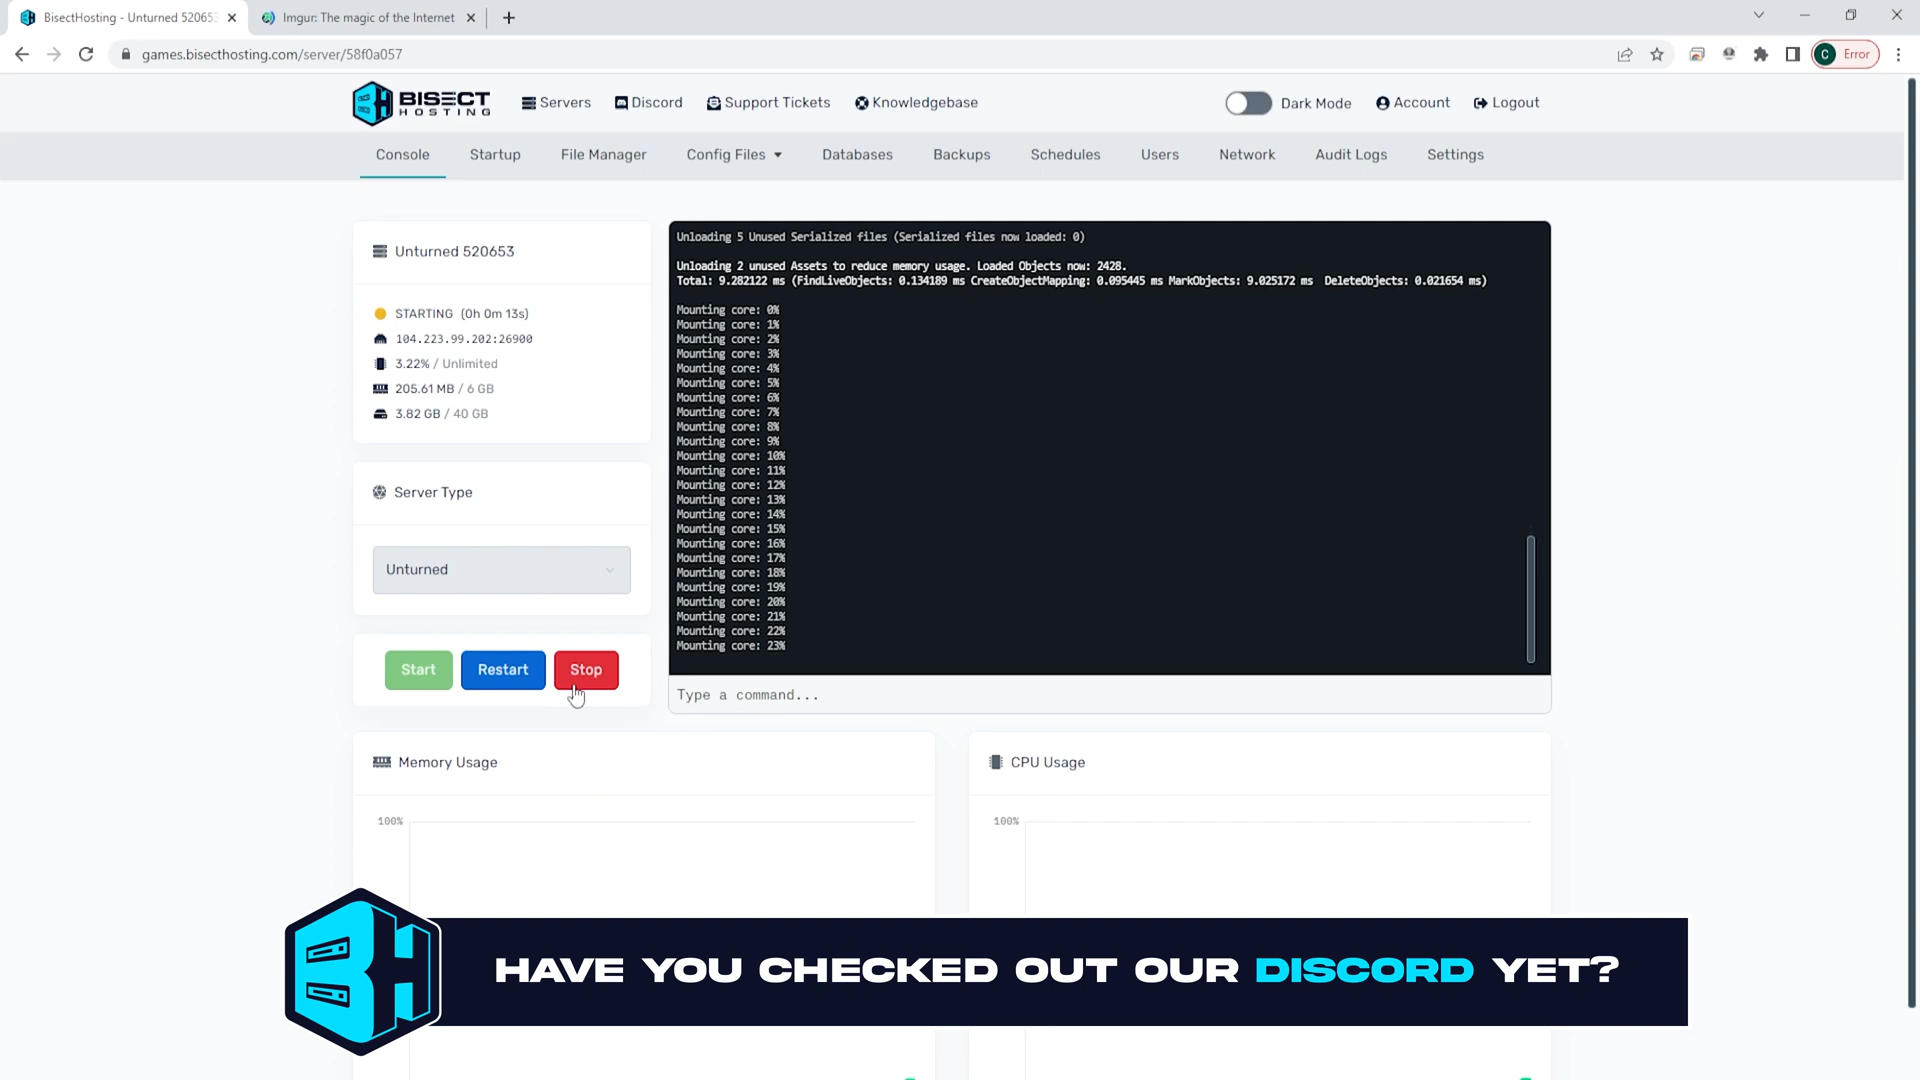 BisectHosting - Unturned 520653
Imgur: The magic of the Internet
games.bisecthosting.com/server/58f0a057
C Error
BISECT HOSTING
Servers
Discord
Support Tickets
Knowledgebase
Dark Mode
Account
Logout
Console
Startup
File Manager
Config Files
Databases
Backups
Schedules
Users
Network
Audit Logs
Settings
Unturned 520653
STARTING (0h 0m 13s)
104.223.99.202:26900
3.22% / Unlimited
205.61 MB / 6 GB
3.82 GB / 40 GB
Server Type
Unturned
Start
Restart
Stop
Unloading 5 Unused Serialized files (Serialized files now loaded: 0)
Unloading 2 unused Assets to reduce memory usage. Loaded Objects now: 2428.
Total: 9.282122 ms (FindLiveObjects: 0.134189 ms CreateObjectMapping: 0.095445 ms MarkObjects: 9.025172 ms DeleteObjects: 0.021654 ms)
Mounting core: 0%
Mounting core: 1%
Mounting core: 2%
Mounting core: 3%
Mounting core: 4%
Mounting core: 5%
Mounting core: 6%
Mounting core: 7%
Mounting core: 8%
Mounting core: 9%
Mounting core: 10%
Mounting core: 11%
Mounting core: 12%
Mounting core: 13%
Mounting core: 14%
Mounting core: 15%
Mounting core: 16%
Mounting core: 17%
Mounting core: 18%
Mounting core: 19%
Mounting core: 20%
Mounting core: 21%
Mounting core: 22%
Mounting core: 23%
Type a command...
Memory Usage
100%
CPU Usage
100%
HAVE YOU CHECKED OUT OUR DISCORD YET?